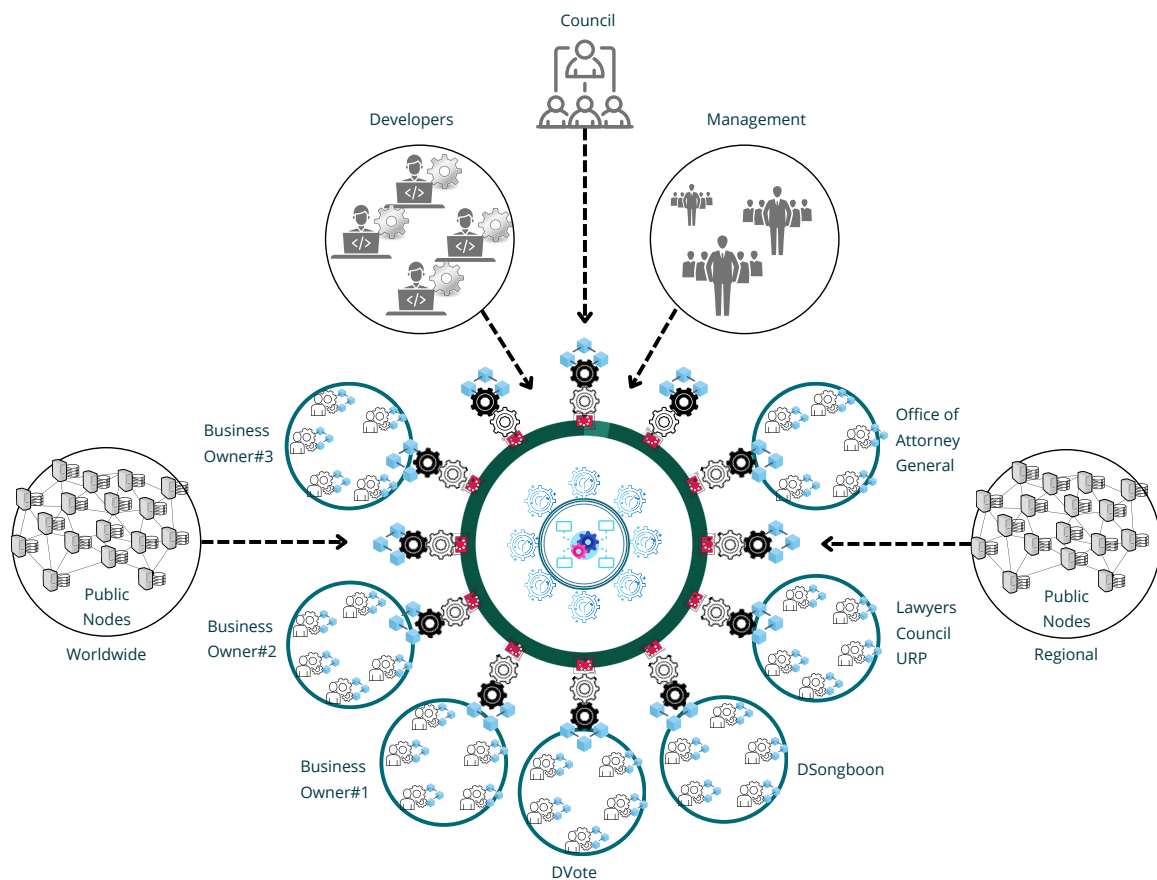 Council
Developers
Management
Business
Owner#3
Office of
Attorney
General
Public
Nodes
Worldwide
Public
Nodes
Regional
Business
Owner#2
Lawyers
Council
URP
Business
Owner#1
DSongboon
DVote